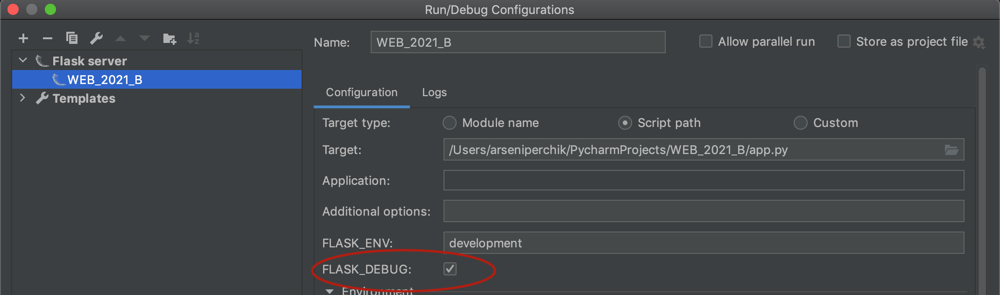 Run/Debug Configurations
Name: WEB_2021_B
Allow parallel run
Store as project file
Flask server
WEB_2021_B
Templates
Configuration Logs
Target type: Module name Script path Custom
Target: /Users/arseniperchik/PycharmProjects/WEB_2021_B/app.py
Application:
Additional options:
FLASK_ENV: development
FLASK_DEBUG:
Environment